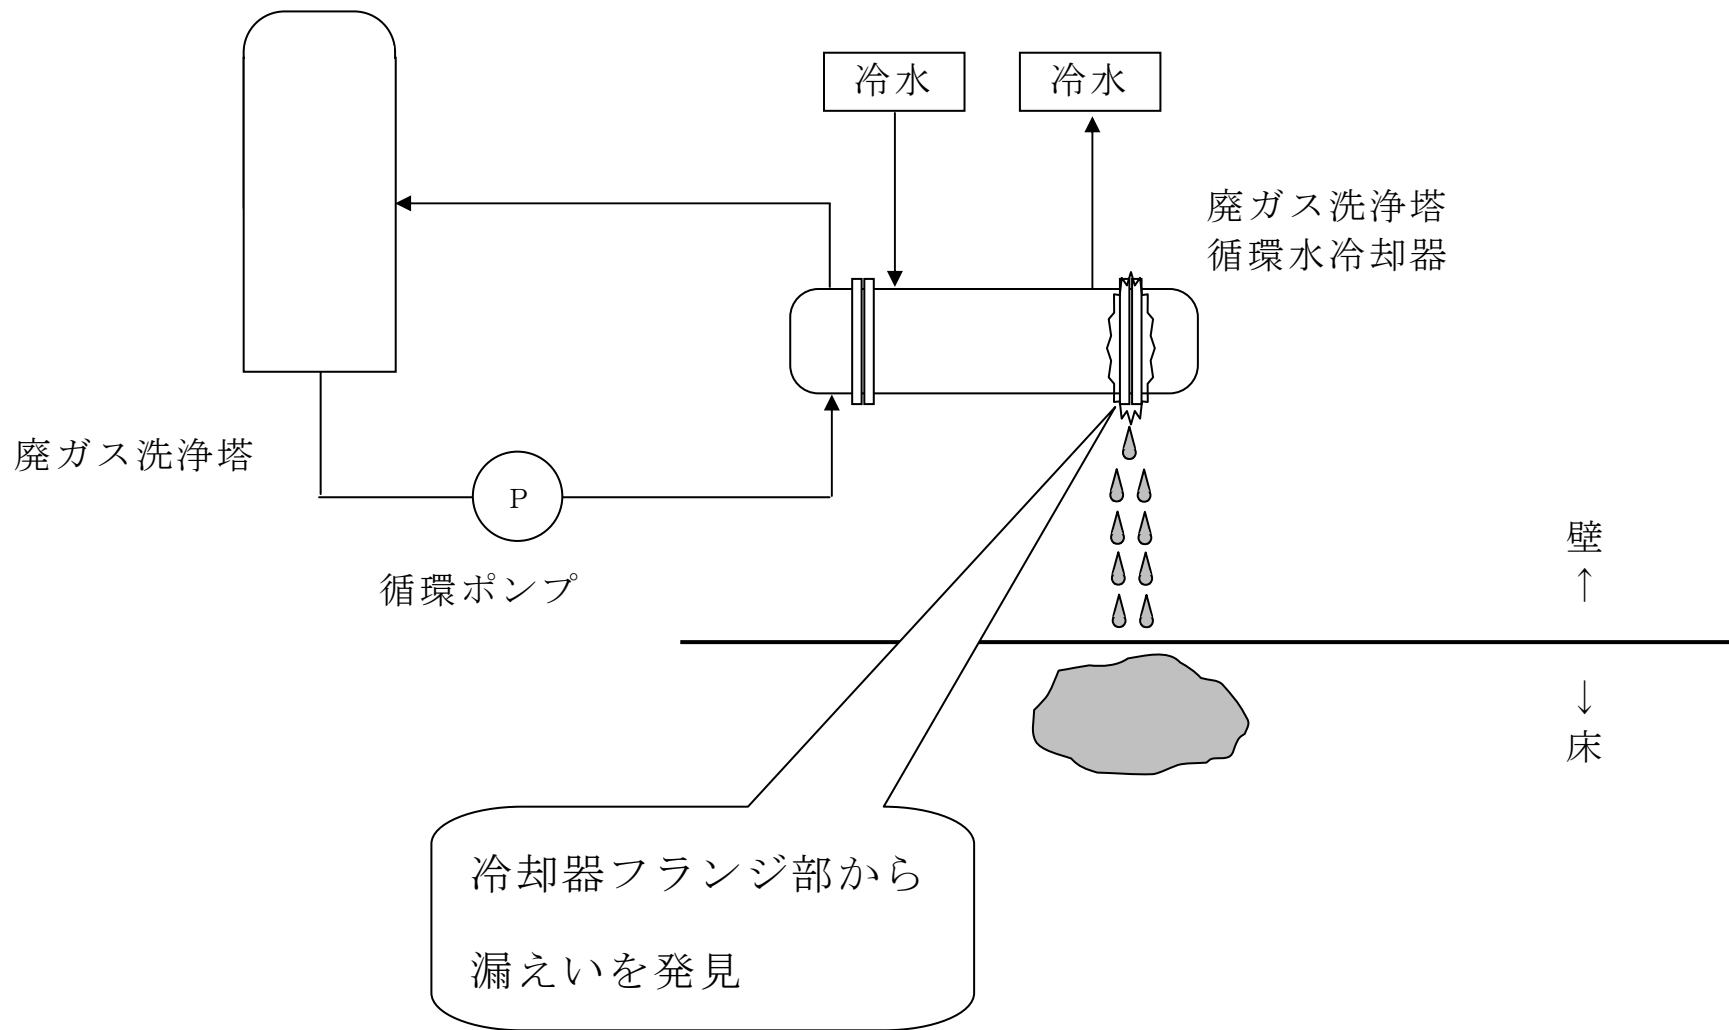 冷水
冷水
廃ガス洗浄塔
循環水冷却器
廃ガス洗浄塔
P
循環ポンプ
壁
↑
↓
床
冷却器フランジ部から
漏えいを発見